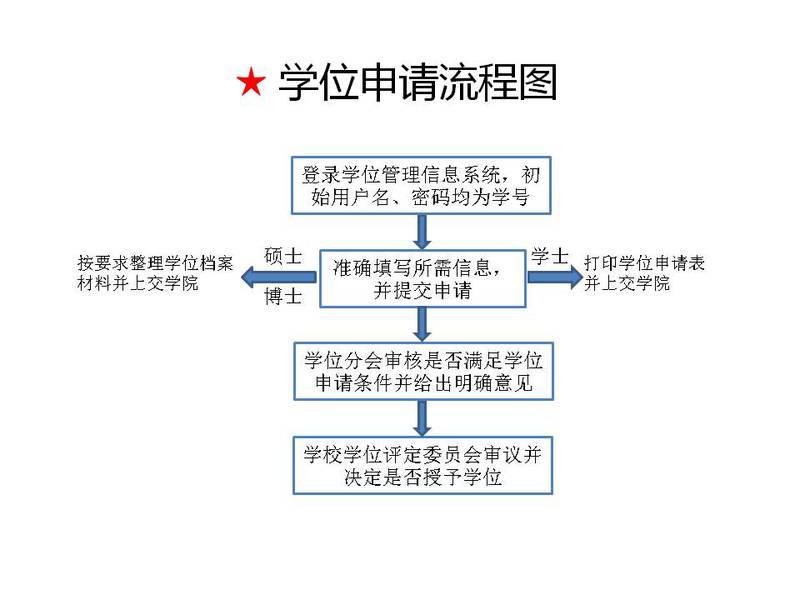 ★ 学位申请流程图
登录学位管理信息系统，初
始用户名、密码均为学号
按要求整理学位档案
材料并上交学院
硕士
博士
准确填写所需信息，
并提交申请
学士
打印学位申请表
并上交学院
学位分会审核是否满足学位
申请条件并给出明确意见
学校学位评定委员会审议并
决定是否授予学位